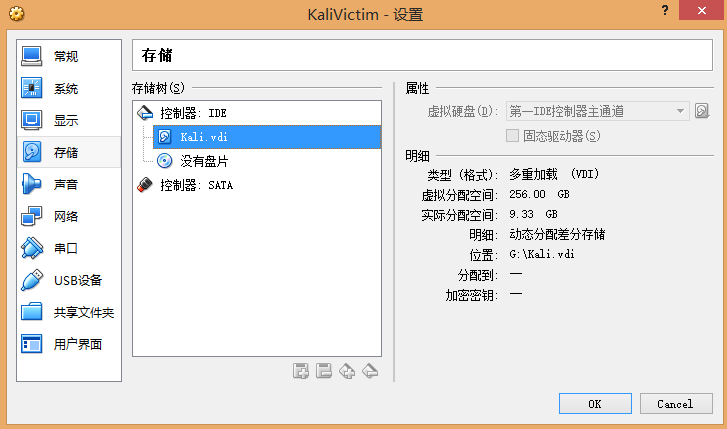 KaliVictim - 设置
?
常规
系统
显示
存储
声音
网络
串口
USB设备
共享文件夹
用户界面
存储
存储树(S)
控制器: IDE
Kali.vdi
没有盘片
控制器: SATA
属性
虚拟硬盘(D): 第一IDE控制器主通道
固态驱动器(S)
明细
类型 (格式): 多重加载 (VDI)
虚拟分配空间: 256.00 GB
实际分配空间: 9.33 GB
明细: 动态分配差分存储
位置: G:\Kali.vdi
分配到: —
加密密钥: —
OK
Cancel